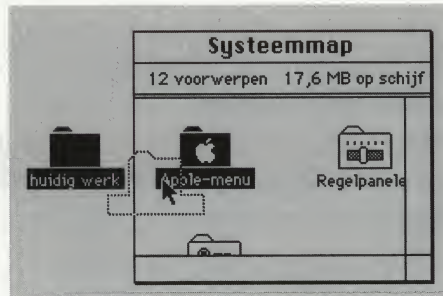 Systeemmap
12 voorwerpen 17,6 MB op schijf
huidig werk
Apple-menu
Regelpanele